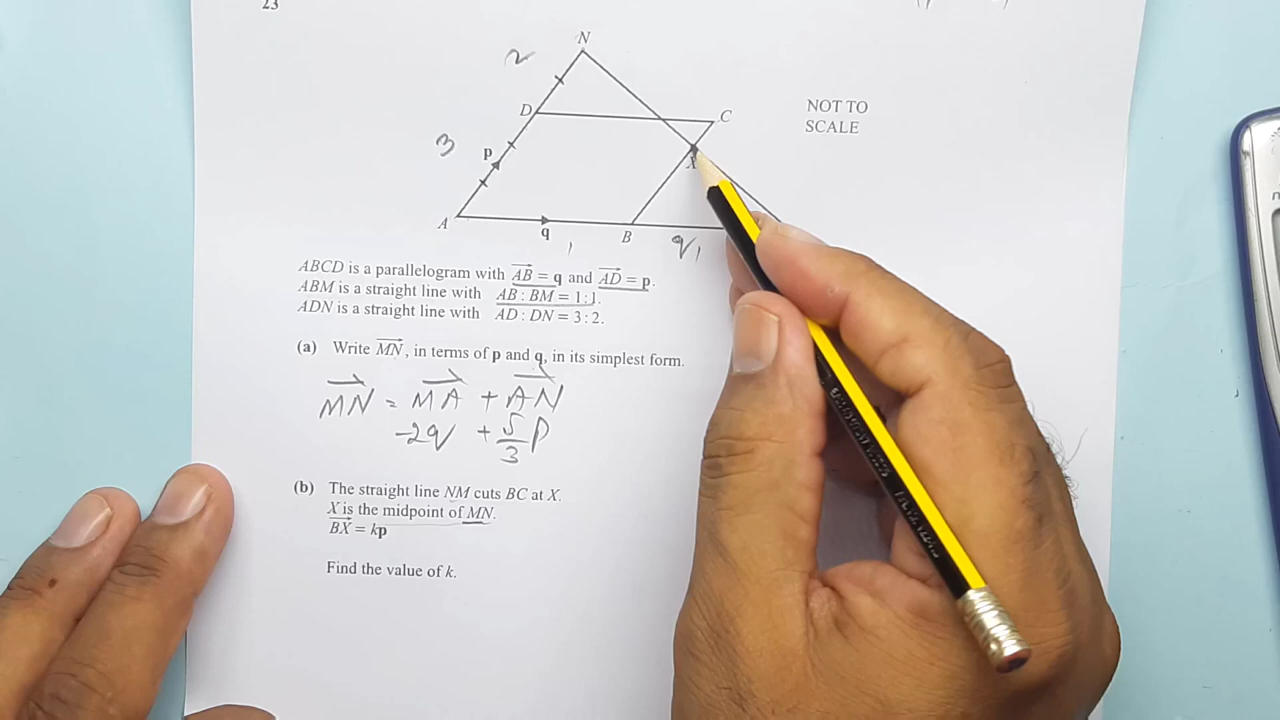 23
N
2
D
C
NOT TO
SCALE
3
p
X
A
q
1
B
q
1
ABCD is a parallelogram with AB = q and AD = p.
ABM is a straight line with AB : BM = 1 : 1.
ADN is a straight line with AD : DN = 3 : 2.
(a) Write MN, in terms of p and q, in its simplest form.
MN = MA + AN
-2q + 5/3 p
(b) The straight line NM cuts BC at X.
X is the midpoint of MN.
BX = kp
Find the value of k.